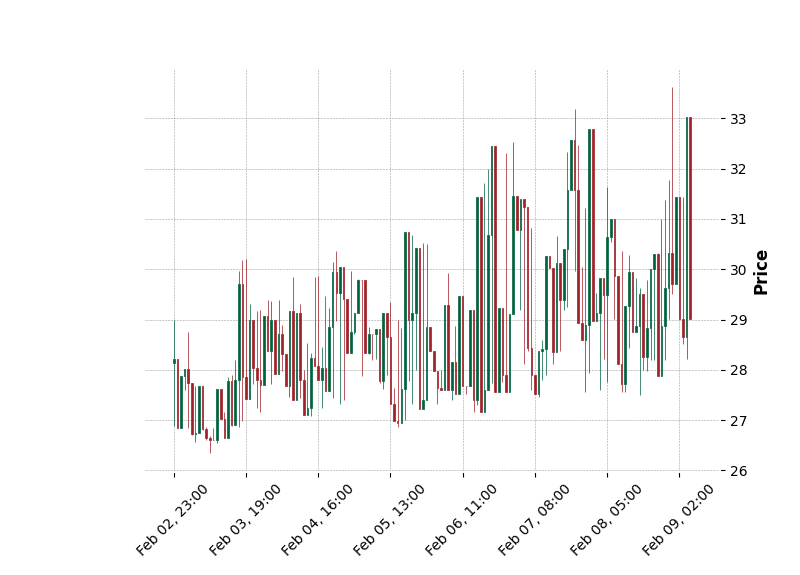 33
32
31
30
29
28
27
26
Price
Feb 02, 23:00
Feb 03, 19:00
Feb 04, 16:00
Feb 05, 13:00
Feb 06, 11:00
Feb 07, 08:00
Feb 08, 05:00
Feb 09, 02:00